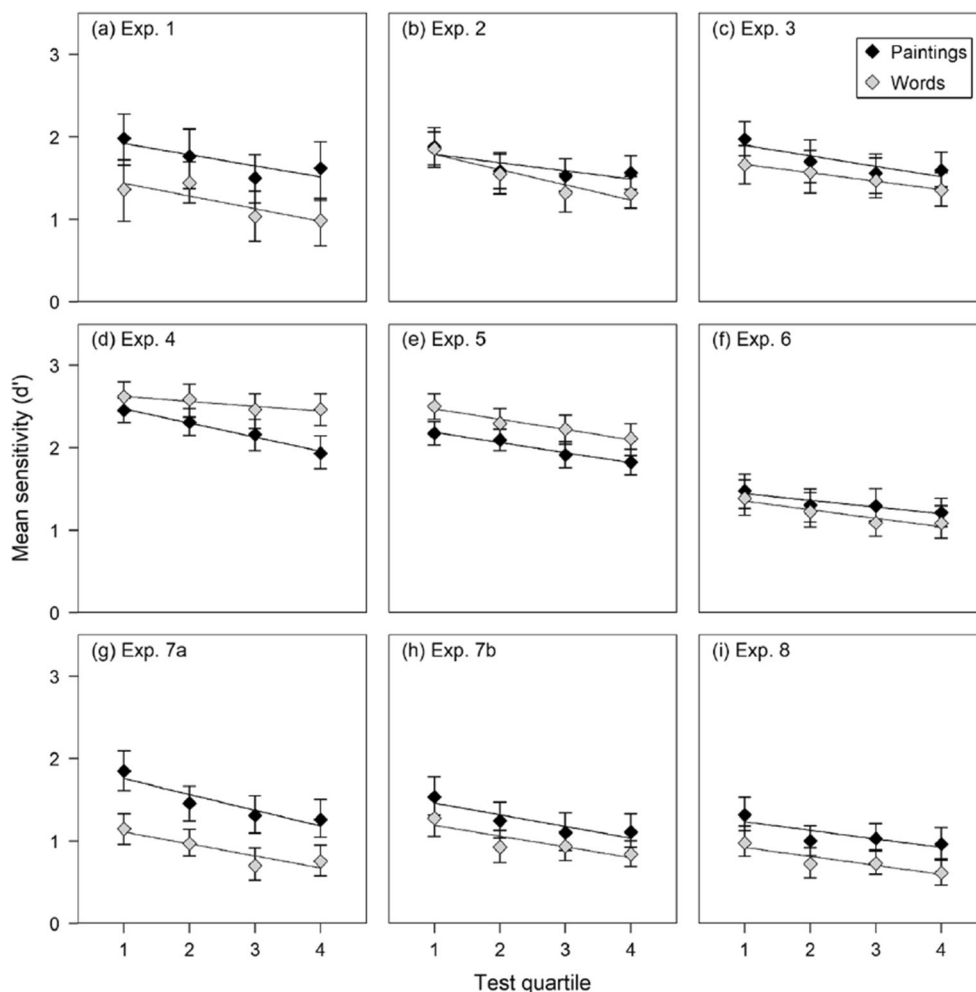 (a) Exp. 1
(b) Exp. 2
(c) Exp. 3
Paintings
Words
3
2
1
0
(d) Exp. 4
(e) Exp. 5
(f) Exp. 6
3
2
1
0
Mean sensitivity (d')
(g) Exp. 7a
(h) Exp. 7b
(i) Exp. 8
3
2
1
0
1 2 3 4 1 2 3 4 1 2 3 4
Test quartile